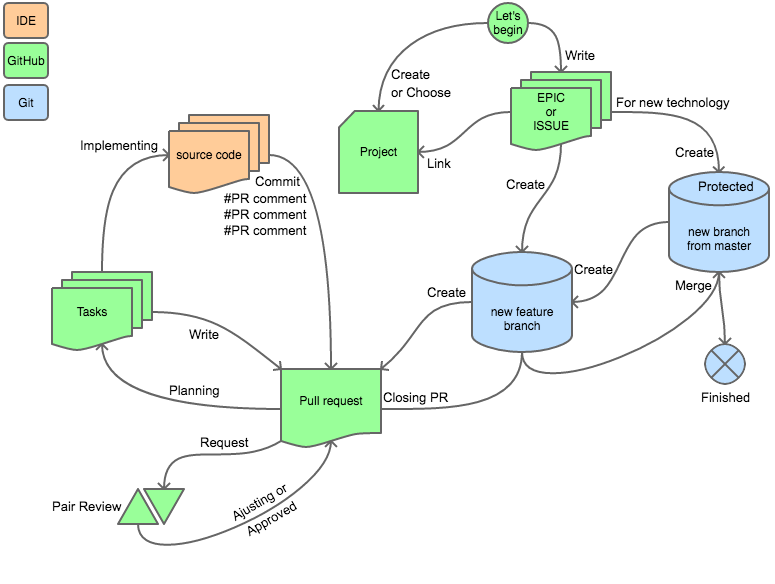 IDE
GitHub
Git
Let's
begin
Write
Create
or Choose
EPIC
or
ISSUE
For new technology
Project
Link
Create
Create
Protected
new branch
from master
Implementing
source code
Commit
#PR comment
#PR comment
#PR comment
Create
Merge
Create
new feature
branch
Tasks
Write
Planning
Pull request
Closing PR
Finished
Request
Pair Review
Ajusting or
Approved